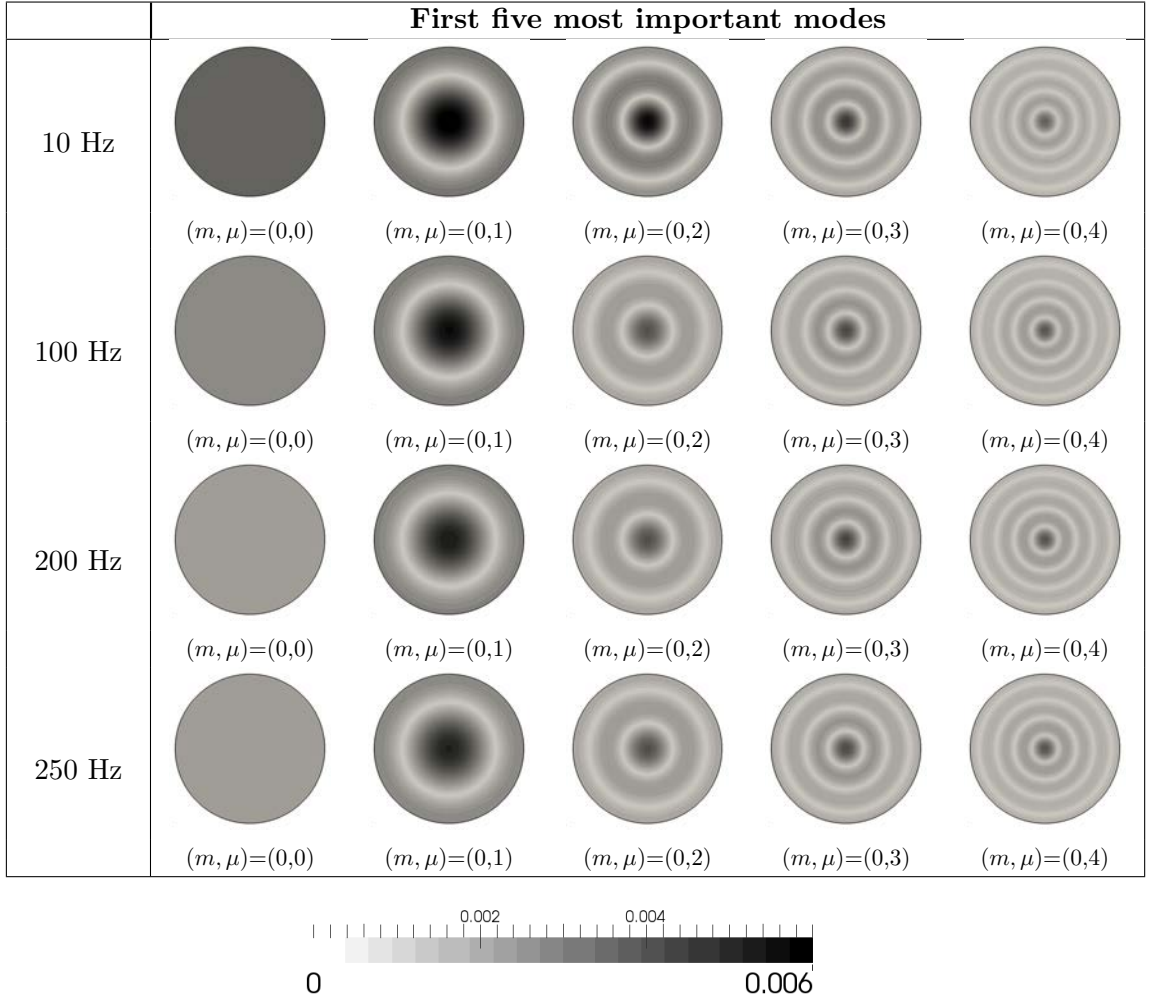 First five most important modes
10 Hz
(m, μ)=(0,0) (m, μ)=(0,1) (m, μ)=(0,2) (m, μ)=(0,3) (m, μ)=(0,4)
100 Hz
(m, μ)=(0,0) (m, μ)=(0,1) (m, μ)=(0,2) (m, μ)=(0,3) (m, μ)=(0,4)
200 Hz
(m, μ)=(0,0) (m, μ)=(0,1) (m, μ)=(0,2) (m, μ)=(0,3) (m, μ)=(0,4)
250 Hz
(m, μ)=(0,0) (m, μ)=(0,1) (m, μ)=(0,2) (m, μ)=(0,3) (m, μ)=(0,4)
0.002 0.004
0 0.006